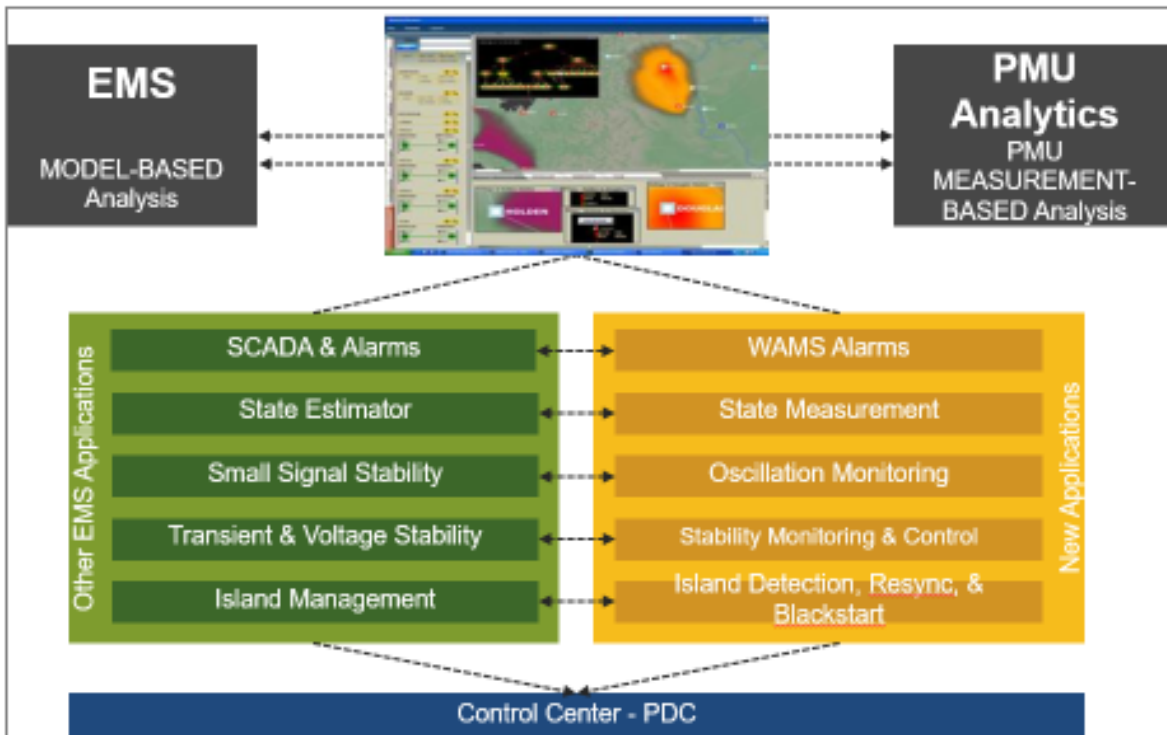 EMS
MODEL-BASED
Analysis
PMU
Analytics
PMU
MEASUREMENT-
BASED Analysis
HOLDEN
DOUGLAS
Other EMS Applications
SCADA & Alarms
State Estimator
Small Signal Stability
Transient & Voltage Stability
Island Management
WAMS Alarms
State Measurement
Oscillation Monitoring
Stability Monitoring & Control
Island Detection, Resync, &
Blackstart
New Applications
Control Center - PDC